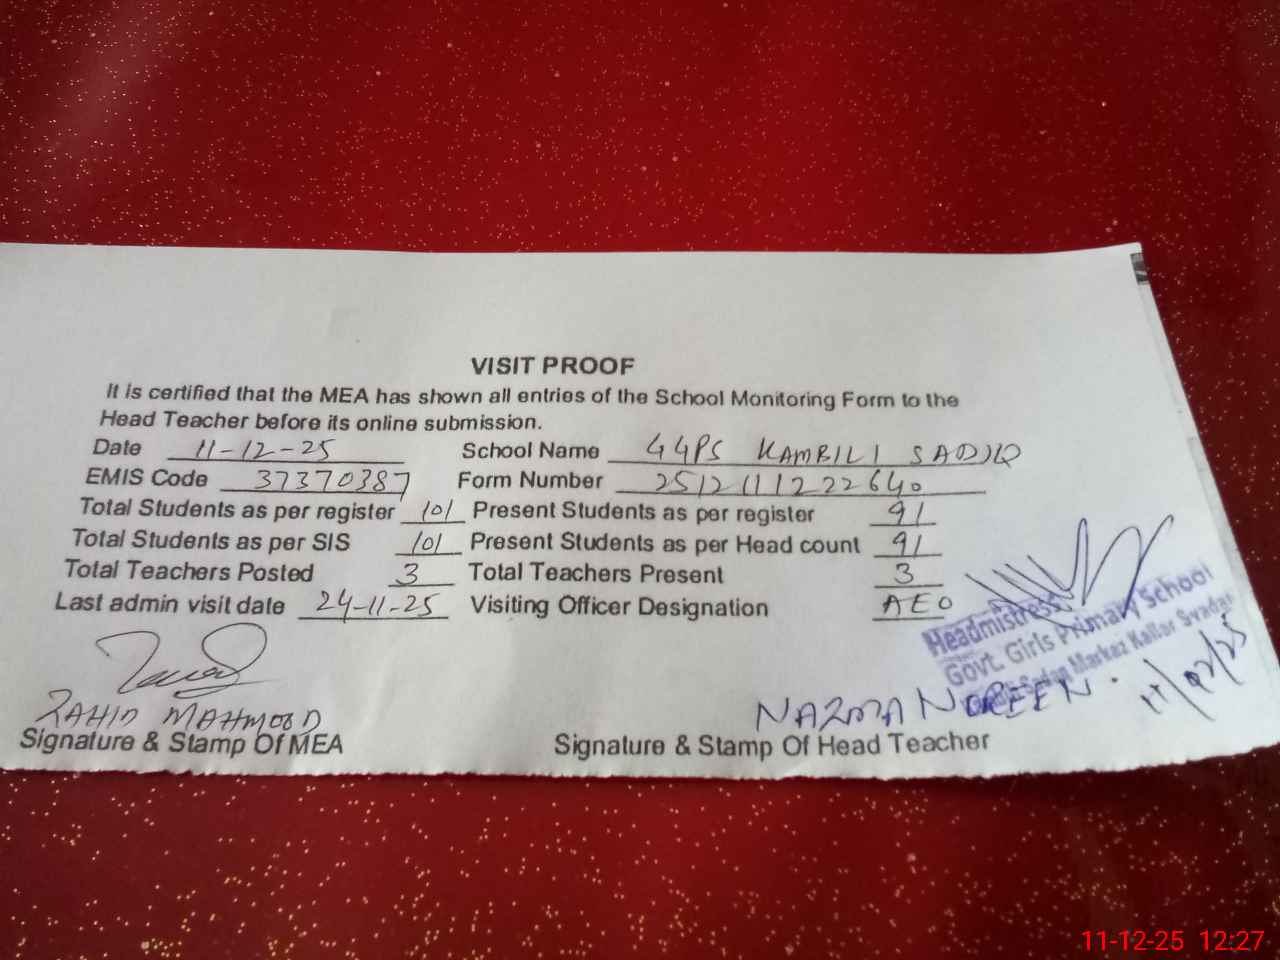 VISIT PROOF
It is certified that the MEA has shown all entries of the School Monitoring Form to the
Head Teacher before its online submission.
Date 11-12-25 School Name GGPS KAMBILI SADIQ
EMIS Code 37370387 Form Number 2512111222640
Total Students as per register 101 Present Students as per register 91
Total Students as per SIS 101 Present Students as per Head count 91
Total Teachers Posted 3 Total Teachers Present 3
Last admin visit date 24-11-25 Visiting Officer Designation AEO
Headmistress
Govt. Girls Primary School
Markaz Kallar Syedan
ZAHID MAHMOOD NAZMA NOREEN
Signature & Stamp Of MEA Signature & Stamp Of Head Teacher
11-12-25 12:27